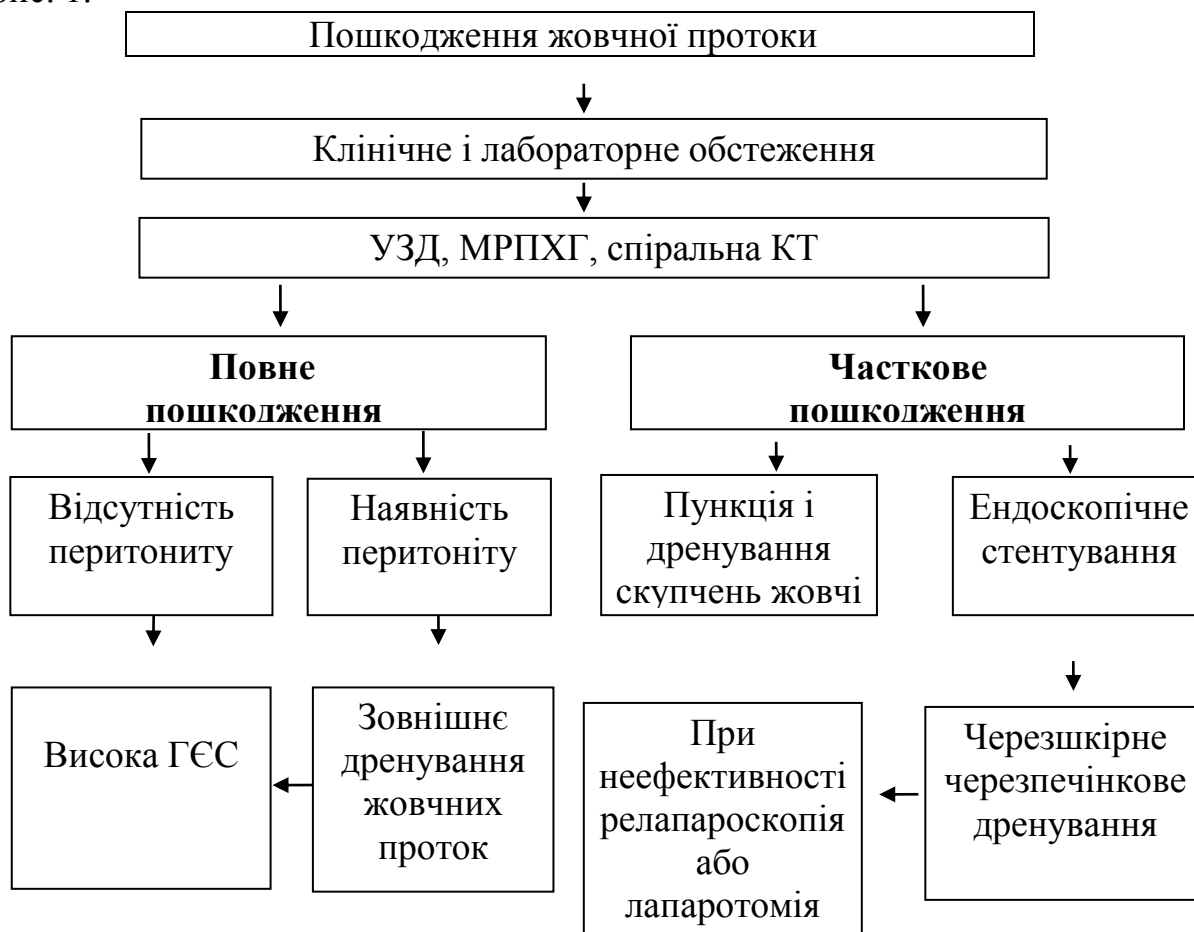 Пошкодження жовчної протоки
Клінічне і лабораторне обстеження
УЗД, МРПХГ, спіральна КТ
Повне
пошкодження
Часткове
пошкодження
Відсутність
перитониту
Наявність
перитоніту
Пункція і
дренування
скупчень жовчі
Ендоскопічне
стентування
Висока ГЄС
Зовнішнє
дренування
жовчних
проток
При
неефективності
релапароскопія
або
лапаротомія
Черезшкірне
черезпечінкове
дренування